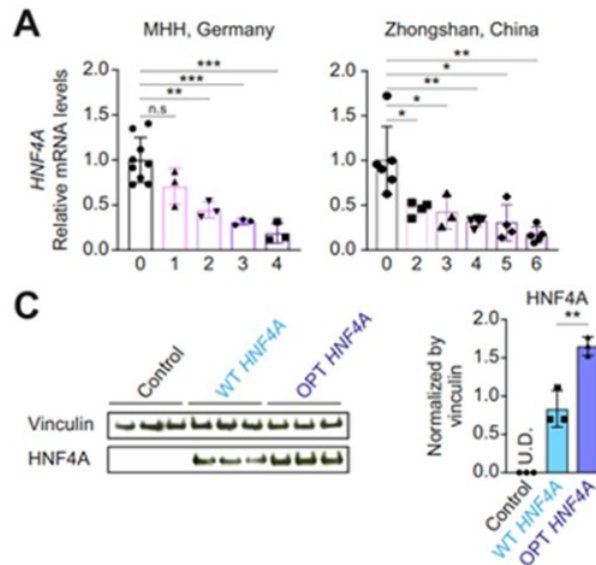 A
MHH, Germany
Zhongshan, China
HNF4A
Relative mRNA levels
2.0
1.5
1.0
0.5
0.0
***
***
**
n.s
0 1 2 3 4
2.0
1.5
1.0
0.5
0.0
**
*
**
*
*
0 2 3 4 5 6
C
Control
WT HNF4A
OPT HNF4A
Vinculin
HNF4A
HNF4A
Normalized by
vinculin
2.0
1.5
1.0
0.5
0.0
**
U.D.
Control
WT HNF4A
OPT HNF4A